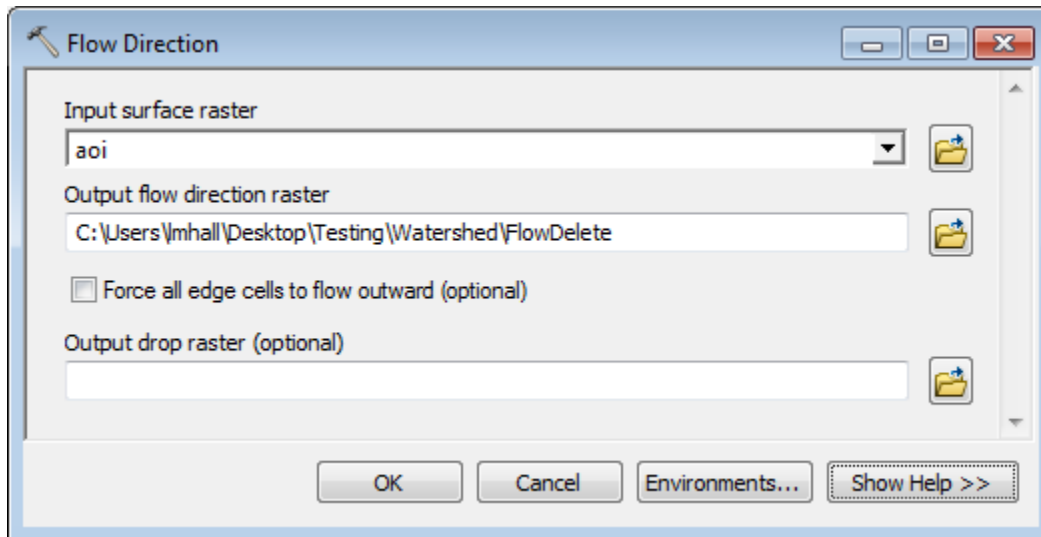 Flow Direction
Input surface raster
aoi
Output flow direction raster
C:\Users\lmhall\Desktop\Testing\Watershed\FlowDelete
Force all edge cells to flow outward (optional)
Output drop raster (optional)
OK Cancel Environments... Show Help >>